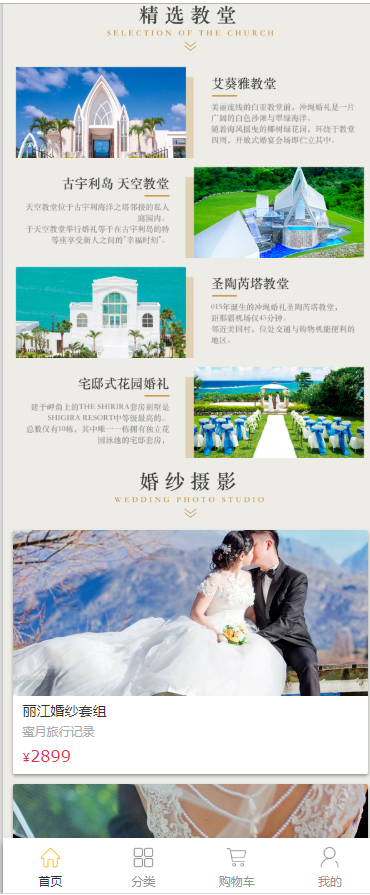 精选教堂
SELECTION OF THE CHURCH
艾葵雅教堂
美丽流线的白亚教堂前，冲绳婚礼是一片
广阔的白色沙滩与翠绿海洋。
随着海风摇曳的椰树绿花园，环绕于教堂
四周，开放式婚宴会场即伫立其中。
古宇利岛 天空教堂
天空教堂位于古宇利海洋之塔邻接的私人
庭园内。
于天空教堂举行婚礼等于在古宇利岛的特
等座享受新人之间的“幸福时刻”。
圣陶芮塔教堂
015年诞生的冲绳婚礼圣陶芮塔教堂，
距那霸机场仅45分钟。
邻近美国村，位处交通与购物机能便利的
地区。
宅邸式花园婚礼
建于岬角上的THE SHIRIRA套房别墅是
SHIGIRA RESORT中等级最高的。
总数仅有10栋，其中唯一一栋拥有独立花
园泳池的宅邸套房，
婚纱摄影
WEDDING PHOTO STUDIO
丽江婚纱套组
蜜月旅行记录
¥2899
首页
分类
购物车
我的